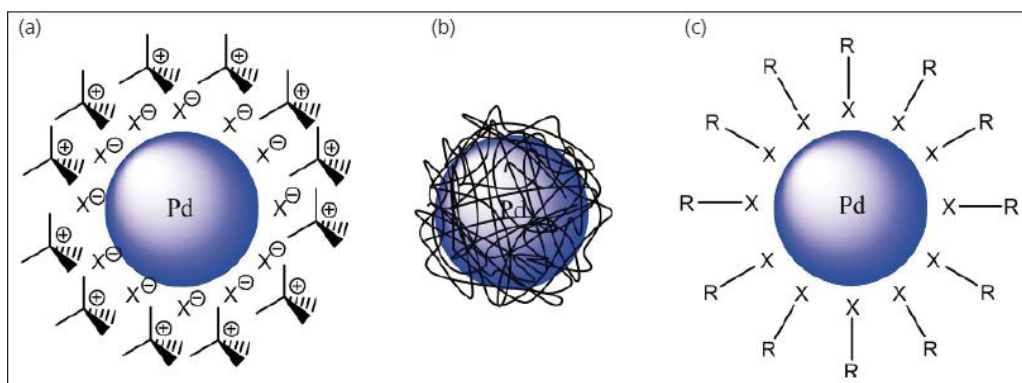 (a)
⊕ ⊕
⊕ ⊕
X⊖ X⊖ X⊖
⊕ X⊖ X⊖ ⊕
X⊖ Pd X⊖ ⊕
⊕ X⊖ X⊖
⊕ X⊖ X⊖ X⊖ ⊕
⊕ ⊕
(b)
Pd
(c)
R
R R
X
R X X R
X X
R X Pd X R
X X
R X X R
X
R R
R